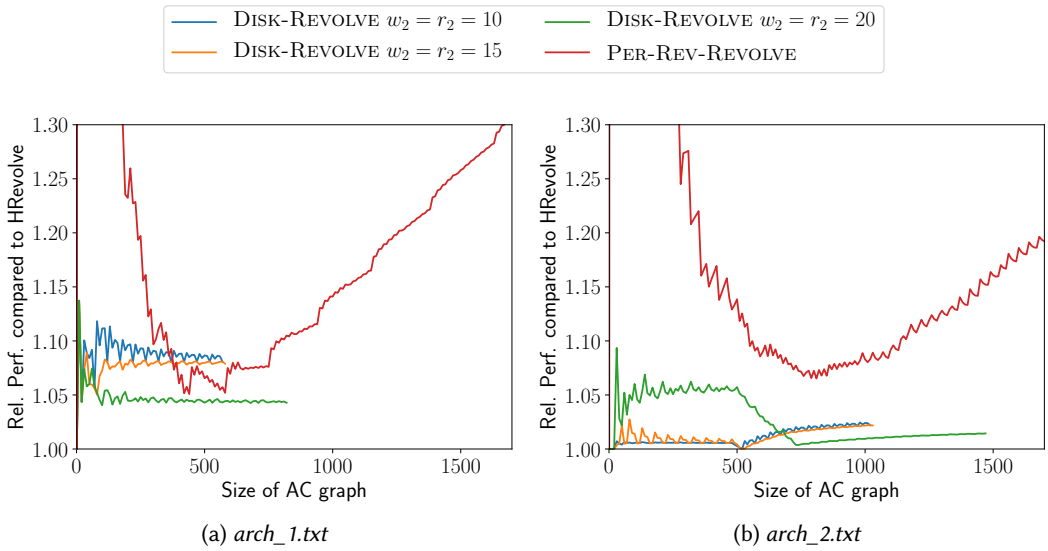 DISK-REVOLVE w₂ = r₂ = 10
DISK-REVOLVE w₂ = r₂ = 20
DISK-REVOLVE w₂ = r₂ = 15
PER-REV-REVOLVE
Rel. Perf. compared to HRevolve
1.30
1.25
1.20
1.15
1.10
1.05
1.00
0
500
1000
1500
Size of AC graph
(a) arch_1.txt
Rel. Perf. compared to HRevolve
1.30
1.25
1.20
1.15
1.10
1.05
1.00
0
500
1000
1500
Size of AC graph
(b) arch_2.txt